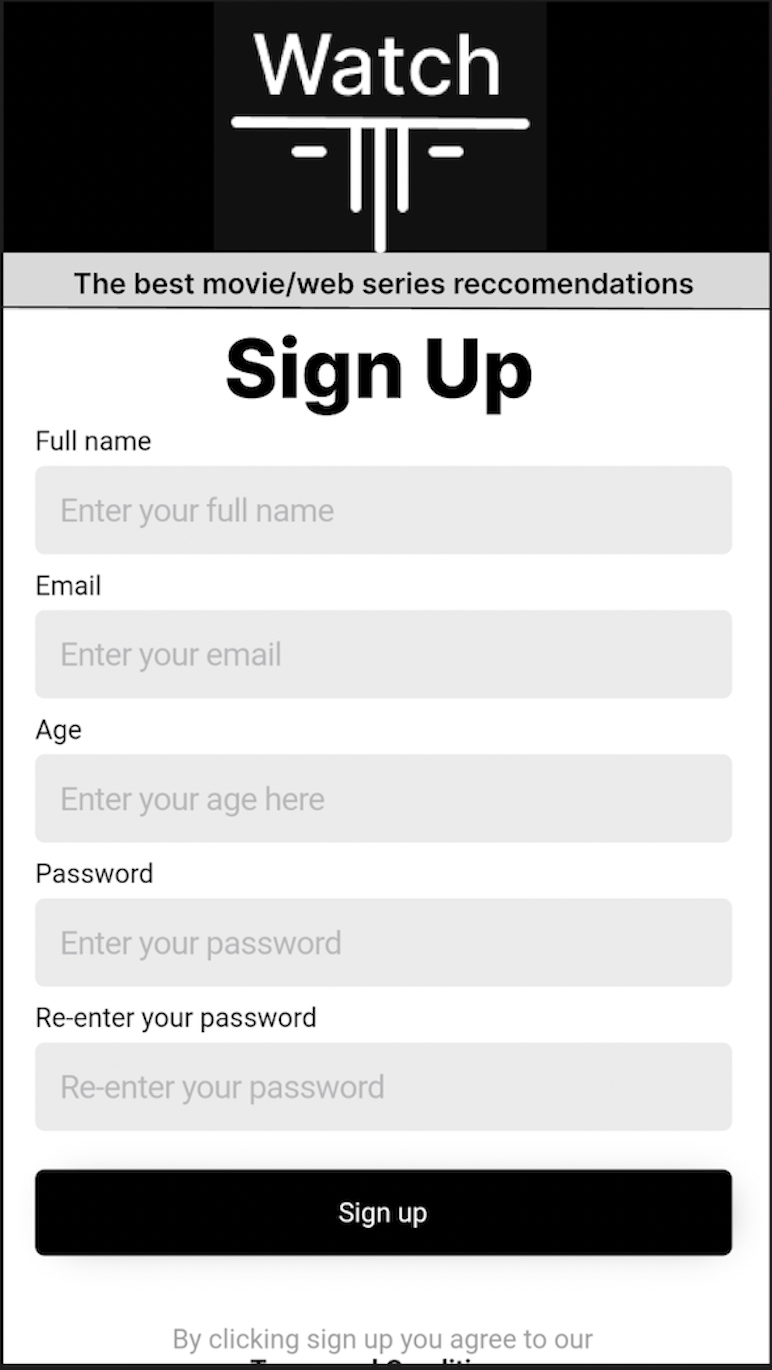 Watch
The best movie/web series reccomendations
Sign Up
Full name
Enter your full name
Email
Enter your email
Age
Enter your age here
Password
Enter your password
Re-enter your password
Re-enter your password
Sign up
By clicking sign up you agree to our